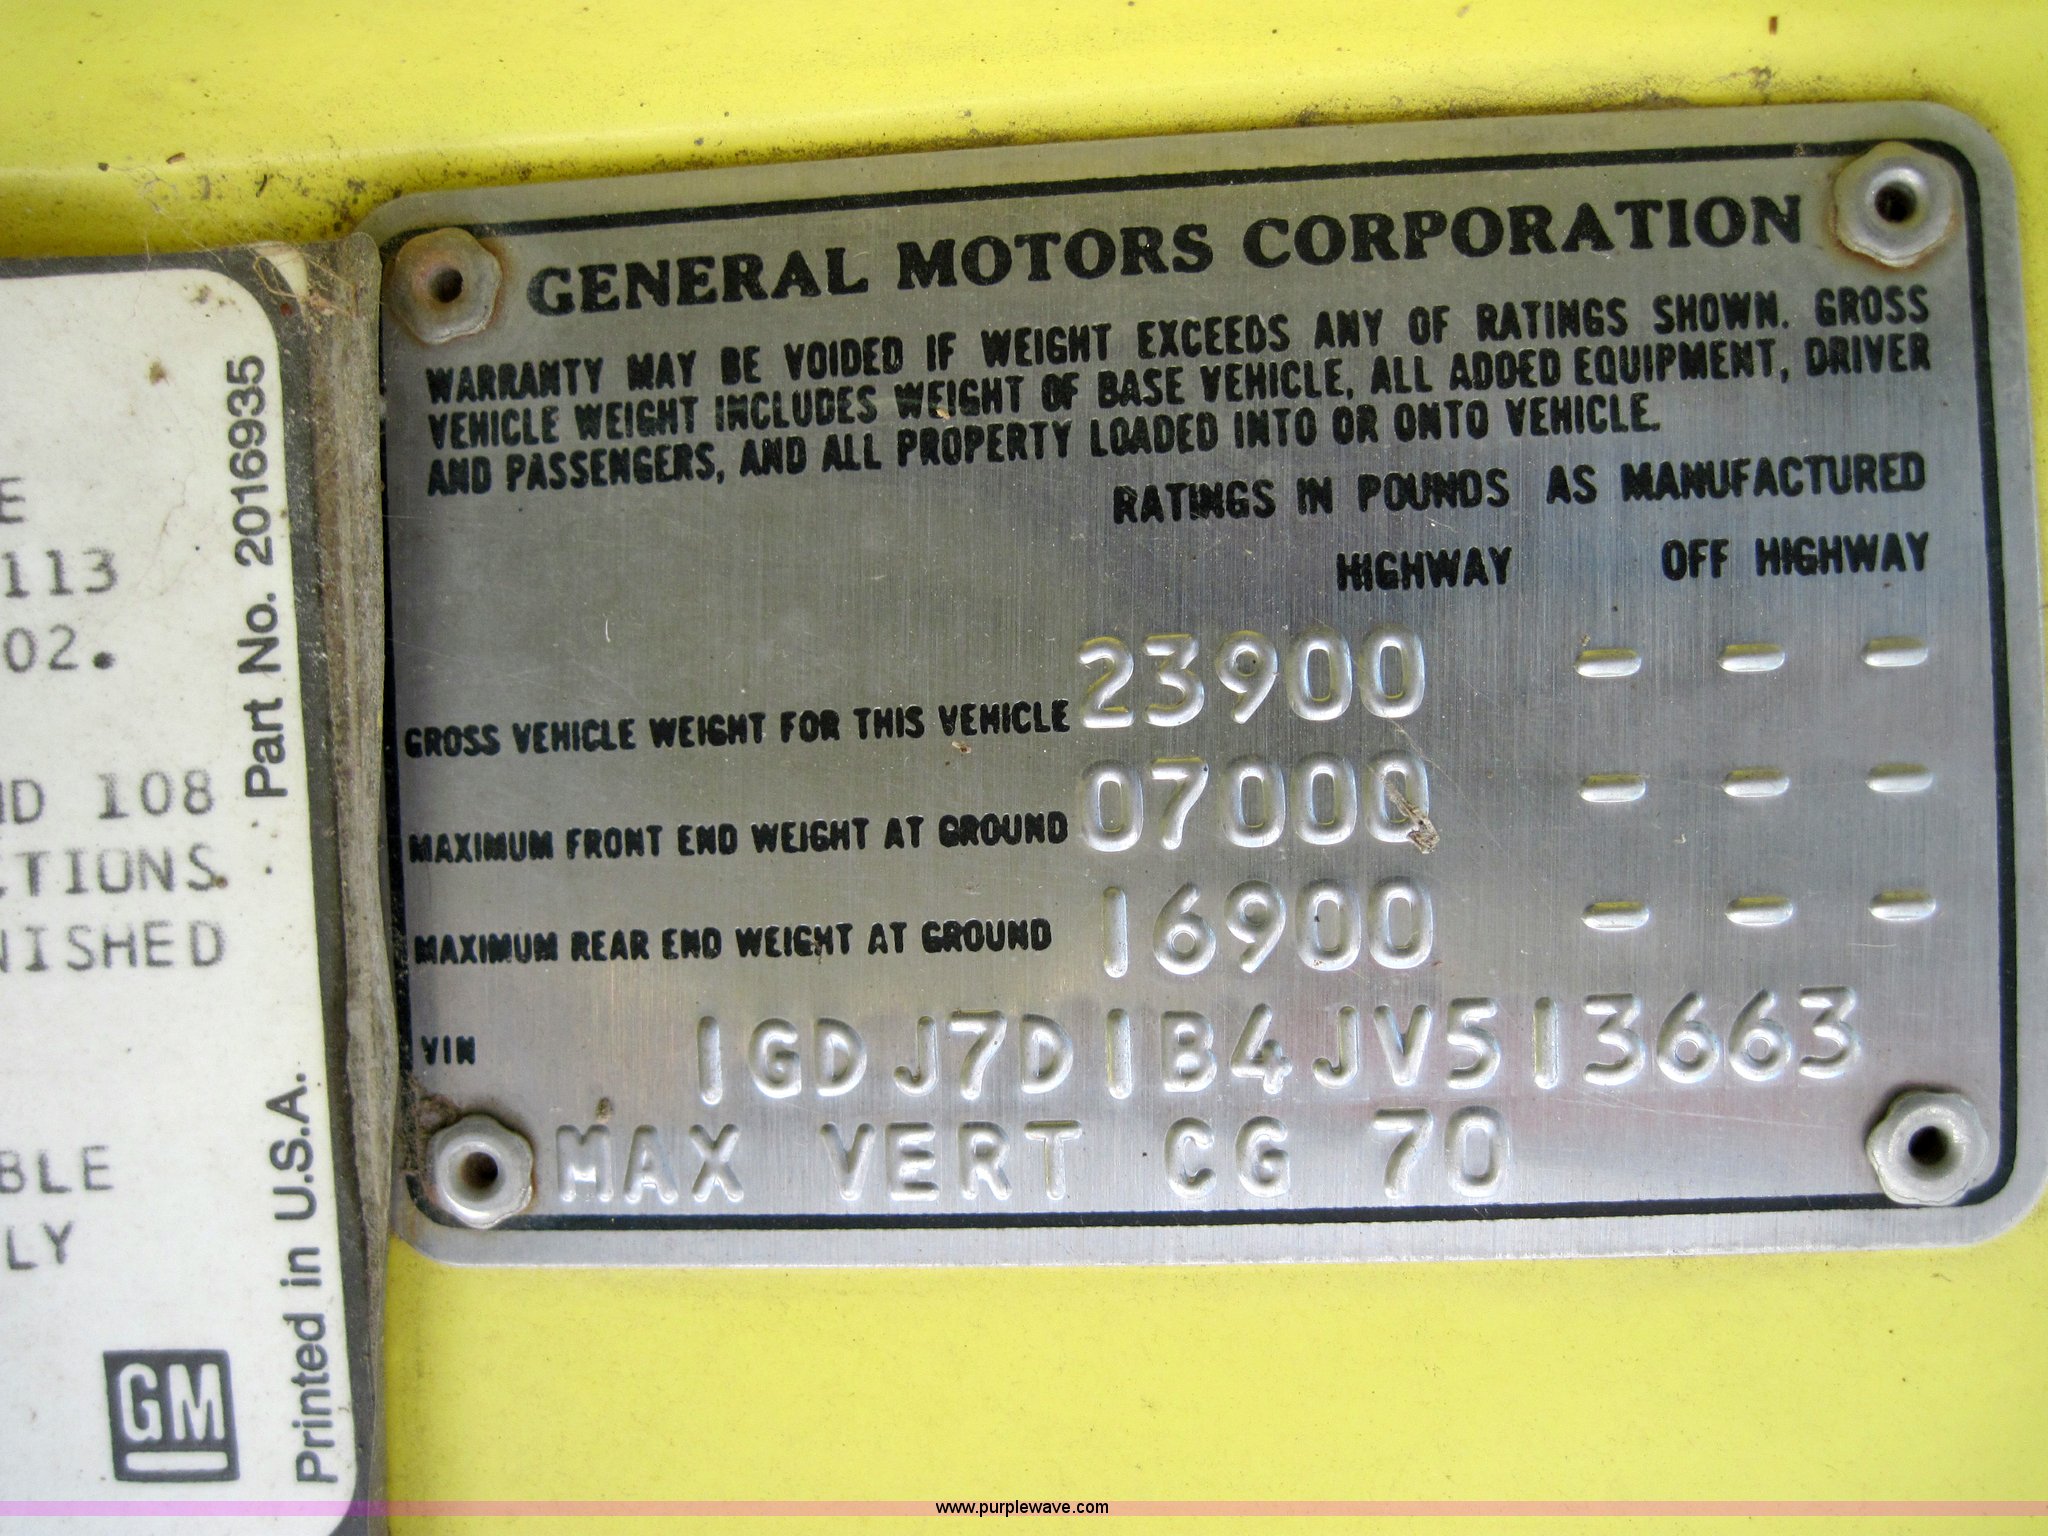 GENERAL MOTORS CORPORATION
WARRANTY MAY BE VOIDED IF WEIGHT EXCEEDS ANY OF RATINGS SHOWN. GROSS
VEHICLE WEIGHT INCLUDES WEIGHT OF BASE VEHICLE, ALL ADDED EQUIPMENT, DRIVER
AND PASSENGERS, AND ALL PROPERTY LOADED INTO OR ONTO VEHICLE.
RATINGS IN POUNDS AS MANUFACTURED
HIGHWAY OFF HIGHWAY
GROSS VEHICLE WEIGHT FOR THIS VEHICLE 23900 - - -
MAXIMUM FRONT END WEIGHT AT GROUND 07000 - - -
MAXIMUM REAR END WEIGHT AT GROUND 16900 - - -
VIN 1GDJ7D1B4JV513663
MAX VERT CG 70
E
113
02.
ND 108
CTIONS
NISHED
BLE
LY
GM
Part No. 20169935
Printed in U.S.A.
www.purplewave.com